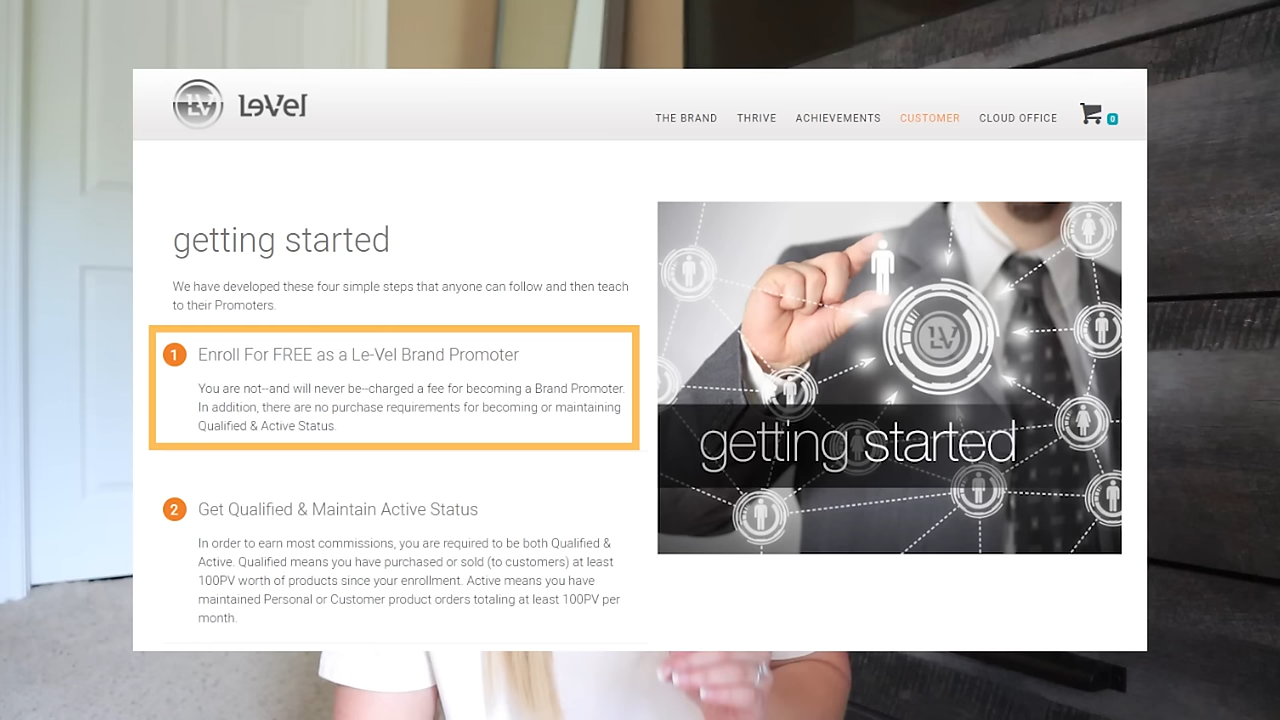 LV Le-Vel
THE BRAND THRIVE ACHIEVEMENTS CUSTOMER CLOUD OFFICE 0
getting started
We have developed these four simple steps that anyone can follow and then teach
to their Promoters.
1 Enroll For FREE as a Le-Vel Brand Promoter
You are not--and will never be--charged a fee for becoming a Brand Promoter.
In addition, there are no purchase requirements for becoming or maintaining
Qualified & Active Status.
2 Get Qualified & Maintain Active Status
In order to earn most commissions, you are required to be both Qualified &
Active. Qualified means you have purchased or sold (to customers) at least
100PV worth of products since your enrollment. Active means you have
maintained Personal or Customer product orders totaling at least 100PV per
month.
LV
getting started